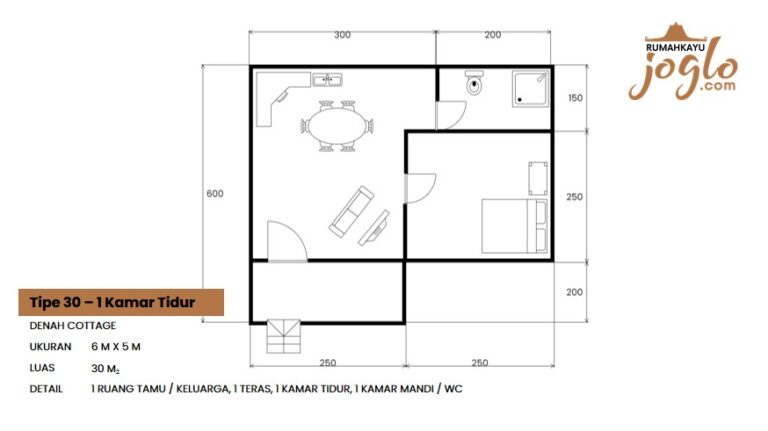 300
200
RUMAHKAYU
joglo
.com
150
600
250
200
Tipe 30 – 1 Kamar Tidur
DENAH COTTAGE
UKURAN 6 M X 5 M
LUAS 30 M₂
DETAIL 1 RUANG TAMU / KELUARGA, 1 TERAS, 1 KAMAR TIDUR, 1 KAMAR MANDI / WC
250
250